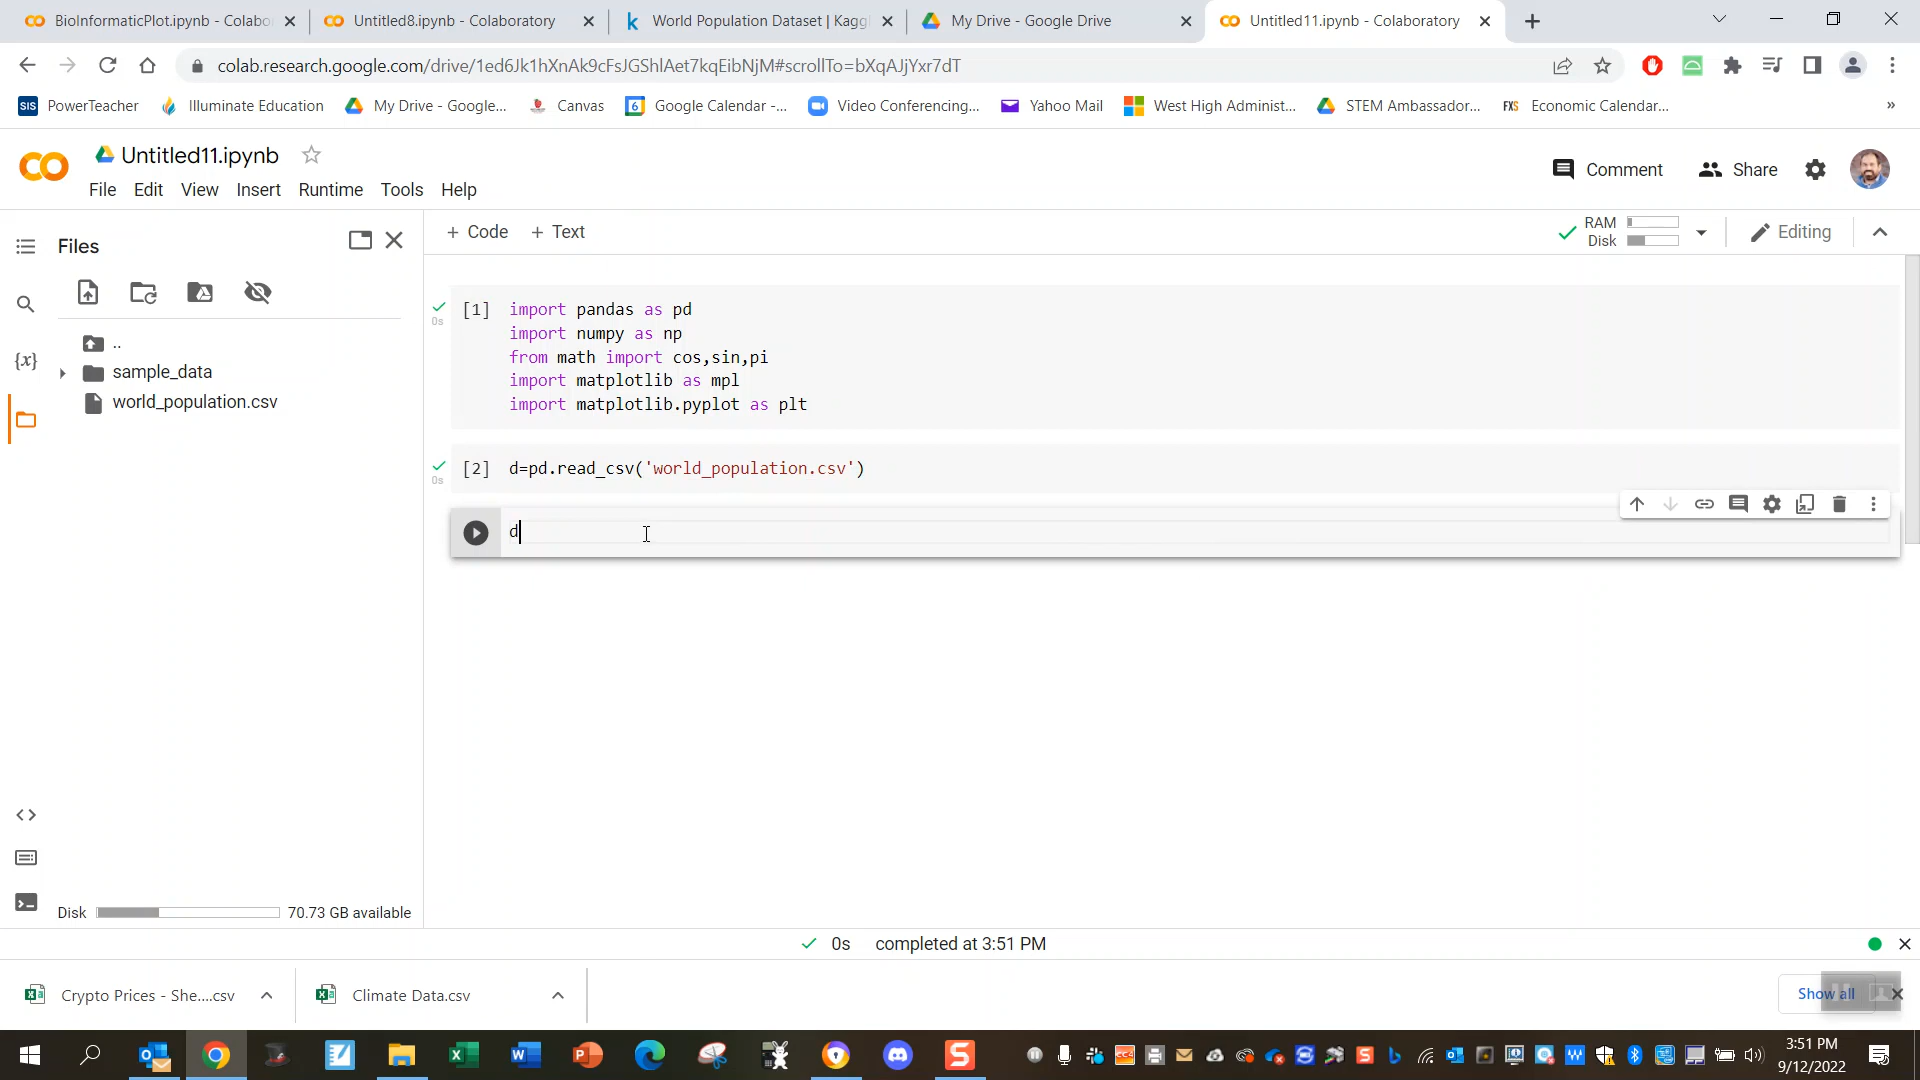 BioInformaticPlot.ipynb - Colabo
Untitled8.ipynb - Colaboratory
World Population Dataset | Kagg
My Drive - Google Drive
Untitled11.ipynb - Colaboratory
colab.research.google.com/drive/1ed6Jk1hXnAk9cFsJGShlAet7kqEibNjM#scrollTo=bXqAJjYxr7dT
SIS PowerTeacher
Illuminate Education
My Drive - Google...
Canvas
6 Google Calendar -...
Video Conferencing...
Yahoo Mail
West High Administ...
STEM Ambassador...
FXS Economic Calendar...
»
Untitled11.ipynb
File Edit View Insert Runtime Tools Help
Comment
Share
Files
+ Code + Text
RAM
Disk
Editing
{x}
..
sample_data
world_population.csv
[1] import pandas as pd
0s
import numpy as np
from math import cos,sin,pi
import matplotlib as mpl
import matplotlib.pyplot as plt
[2] d=pd.read_csv('world_population.csv')
0s
d
Disk 70.73 GB available
0s completed at 3:51 PM
Crypto Prices - She....csv
Climate Data.csv
Show all
3:51 PM
9/12/2022